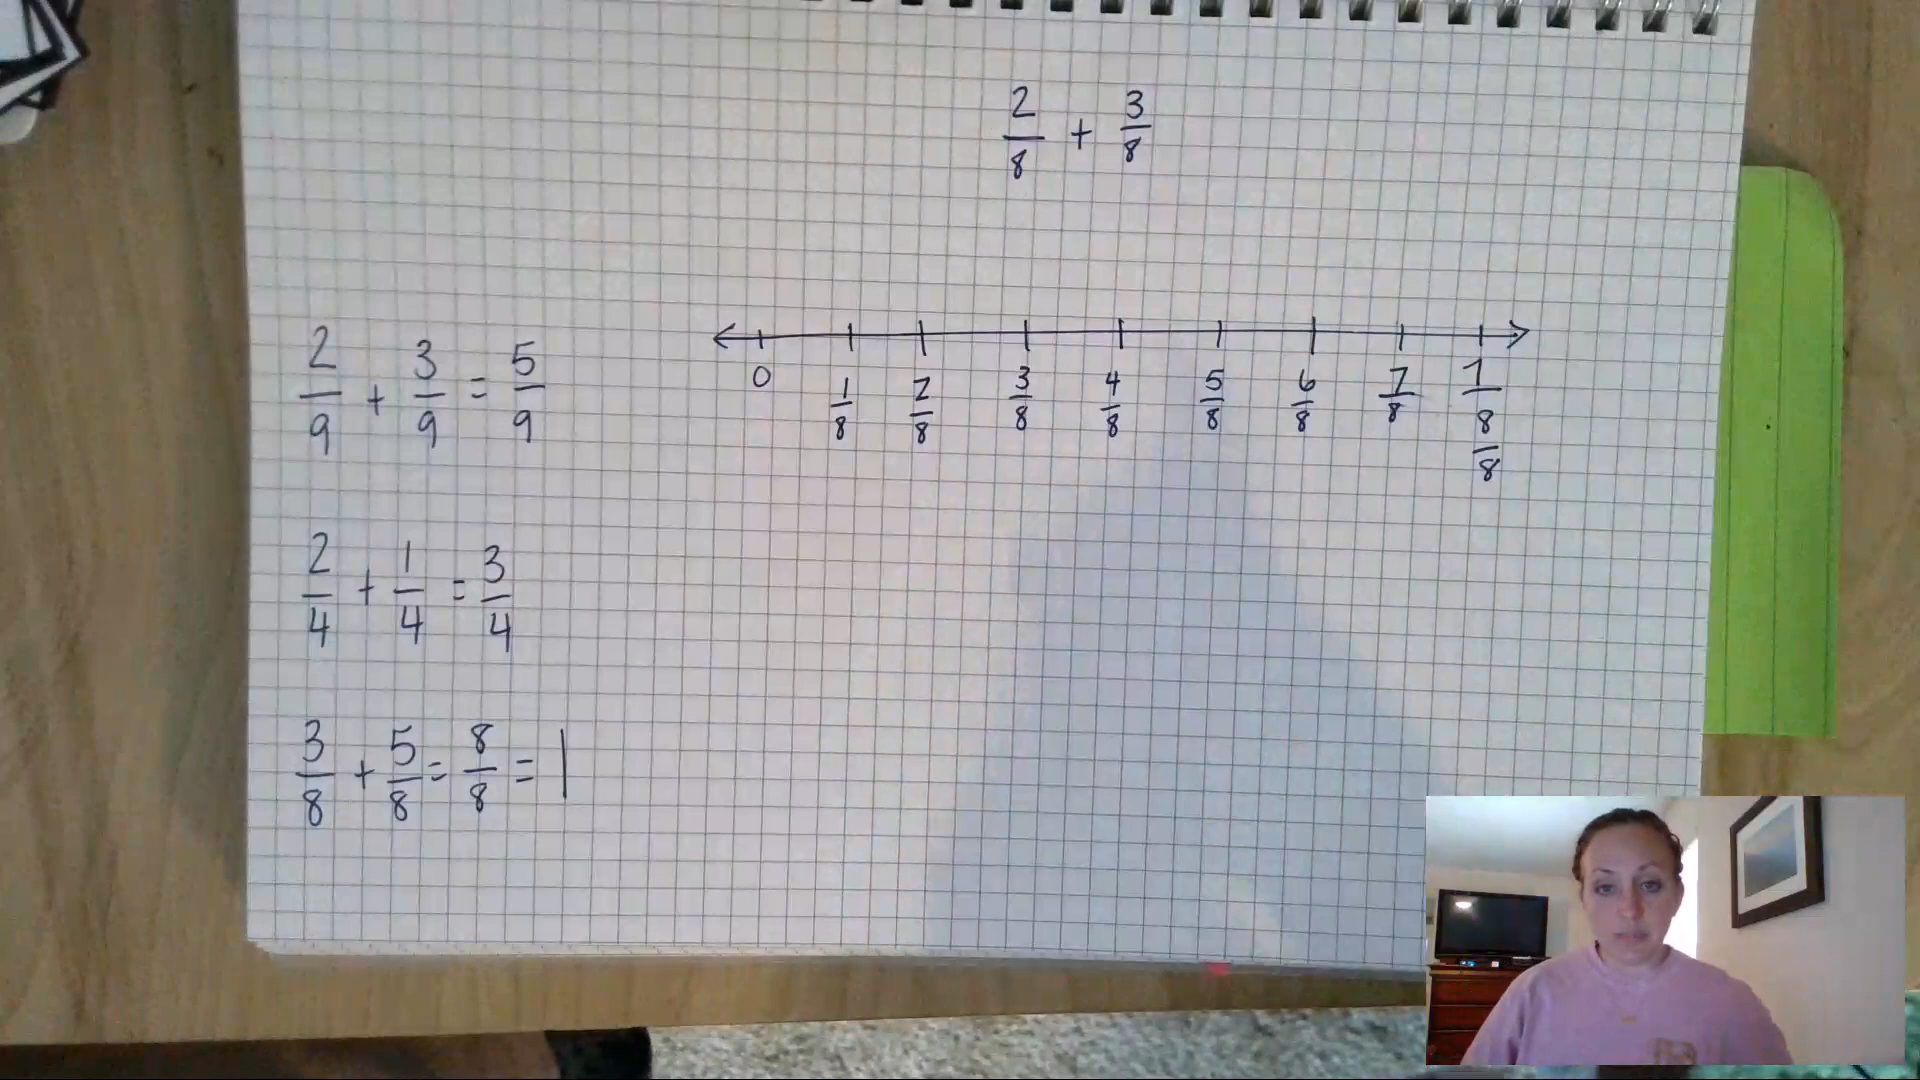 2/8 + 3/8
0 1/8 2/8 3/8 4/8 5/8 6/8 7/8 1
8/8
2/9 + 3/9 = 5/9
2/4 + 1/4 = 3/4
3/8 + 5/8 = 8/8 = 1